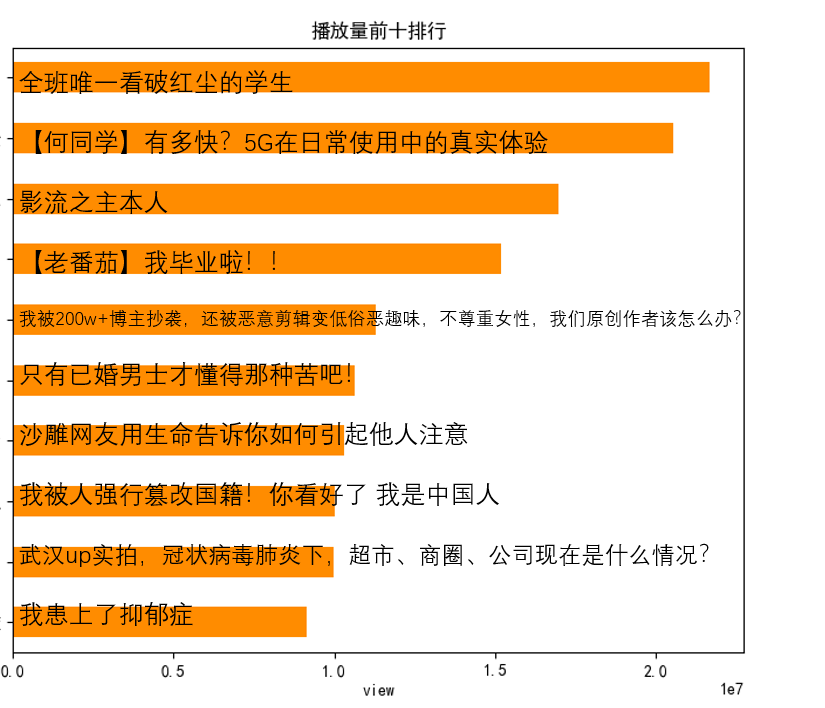 播放量前十排行
全班唯一看破红尘的学生
【何同学】有多快？5G在日常使用中的真实体验
影流之主本人
【老番茄】我毕业啦！！
我被200w+博主抄袭，还被恶意剪辑变低俗恶趣味，不尊重女性，我们原创作者该怎么办？
只有已婚男士才懂得那种苦吧！
沙雕网友用生命告诉你如何引起他人注意
我被人强行篡改国籍！你看好了 我是中国人
武汉up实拍，冠状病毒肺炎下，超市、商圈、公司现在是什么情况？
我患上了抑郁症
0.0 0.5 1.0 1.5 2.0
view
1e7